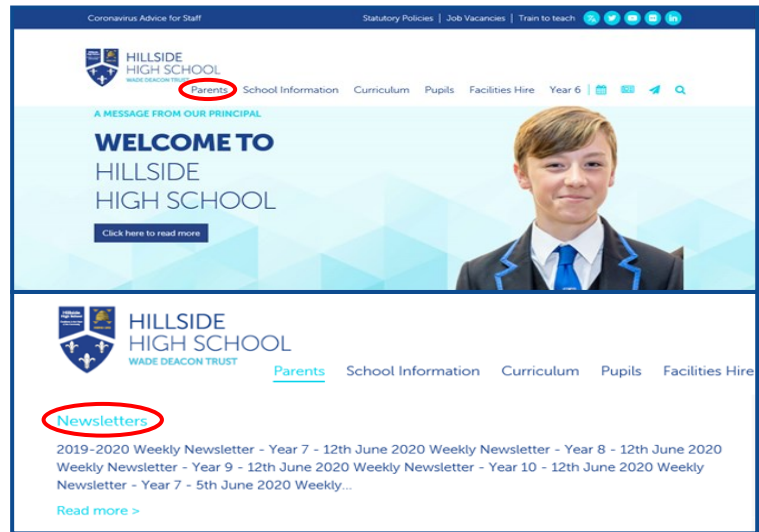 Coronavirus Advice for Staff
Statutory Policies | Job Vacancies | Train to teach
HILLSIDE
HIGH SCHOOL
WADE DEACON TRUST
Parents School Information Curriculum Pupils Facilities Hire Year 6
A MESSAGE FROM OUR PRINCIPAL
WELCOME TO
HILLSIDE
HIGH SCHOOL
Click here to read more
HILLSIDE
HIGH SCHOOL
WADE DEACON TRUST
Parents School Information Curriculum Pupils Facilities Hire
Newsletters
2019-2020 Weekly Newsletter - Year 7 - 12th June 2020 Weekly Newsletter - Year 8 - 12th June 2020
Weekly Newsletter - Year 9 - 12th June 2020 Weekly Newsletter - Year 10 - 12th June 2020 Weekly
Newsletter - Year 7 - 5th June 2020 Weekly...
Read more >